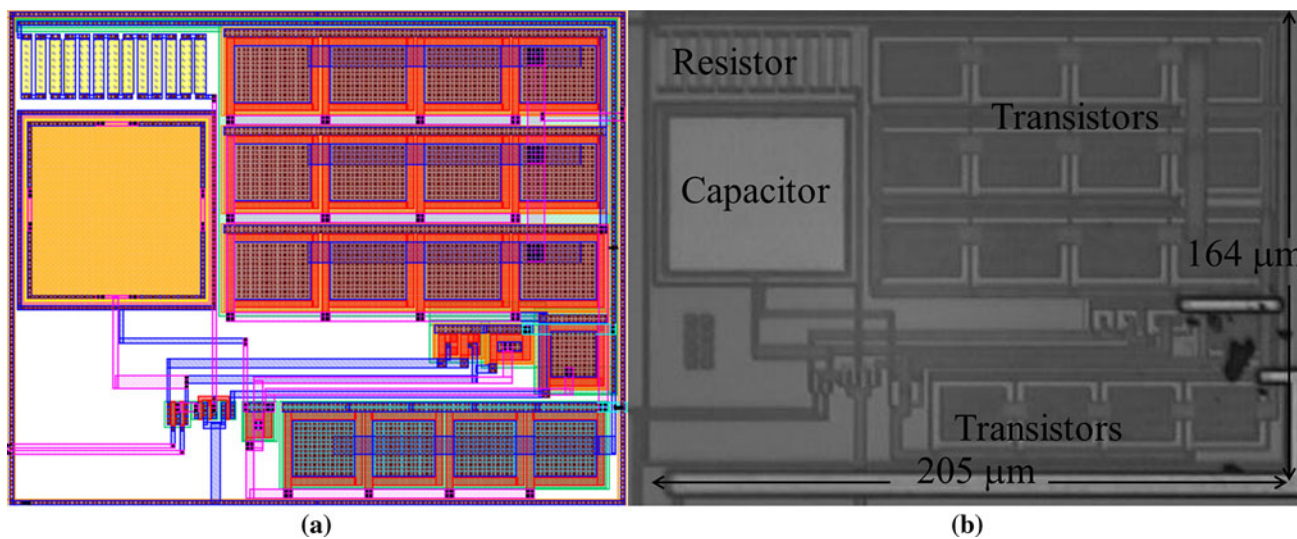 Resistor
Transistors
Capacitor
164 μm
Transistors
205 μm
(a)
(b)